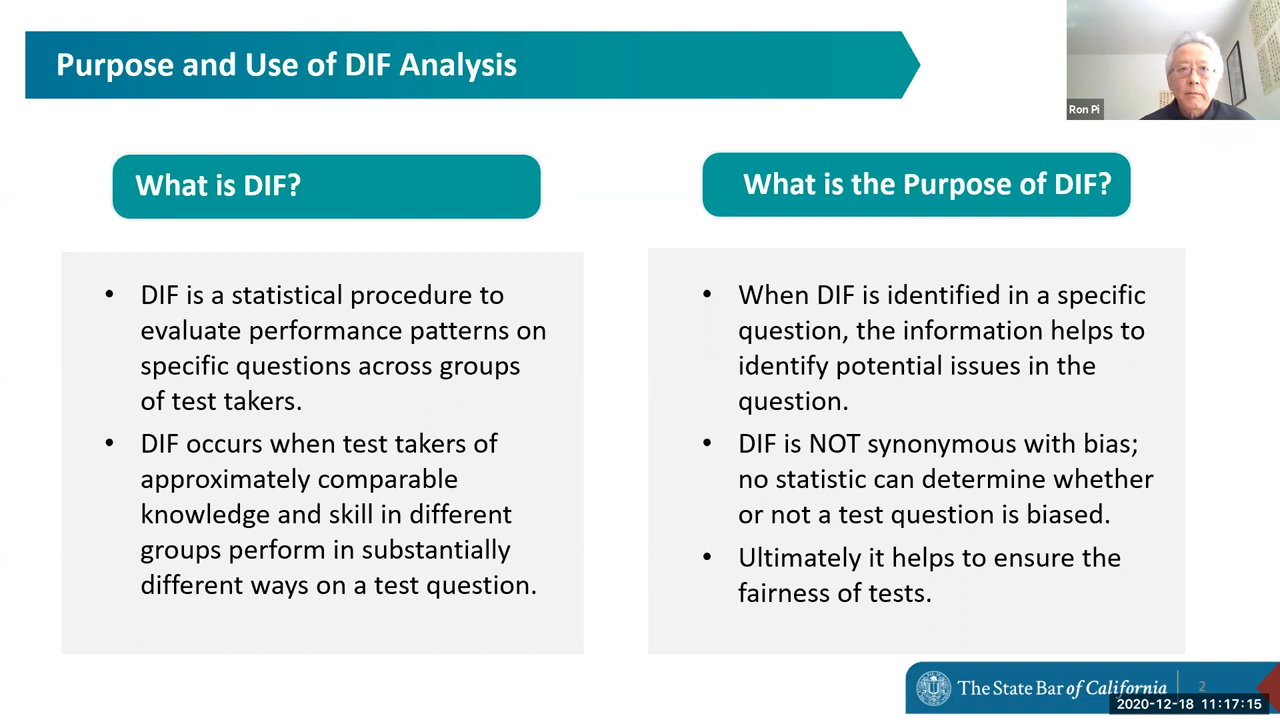 Purpose and Use of DIF Analysis
Ron Pi
What is DIF?
• DIF is a statistical procedure to
evaluate performance patterns on
specific questions across groups
of test takers.
• DIF occurs when test takers of
approximately comparable
knowledge and skill in different
groups perform in substantially
different ways on a test question.
What is the Purpose of DIF?
• When DIF is identified in a specific
question, the information helps to
identify potential issues in the
question.
• DIF is NOT synonymous with bias;
no statistic can determine whether
or not a test question is biased.
• Ultimately it helps to ensure the
fairness of tests.
The State Bar of California
2
2020-12-18 11:17:15